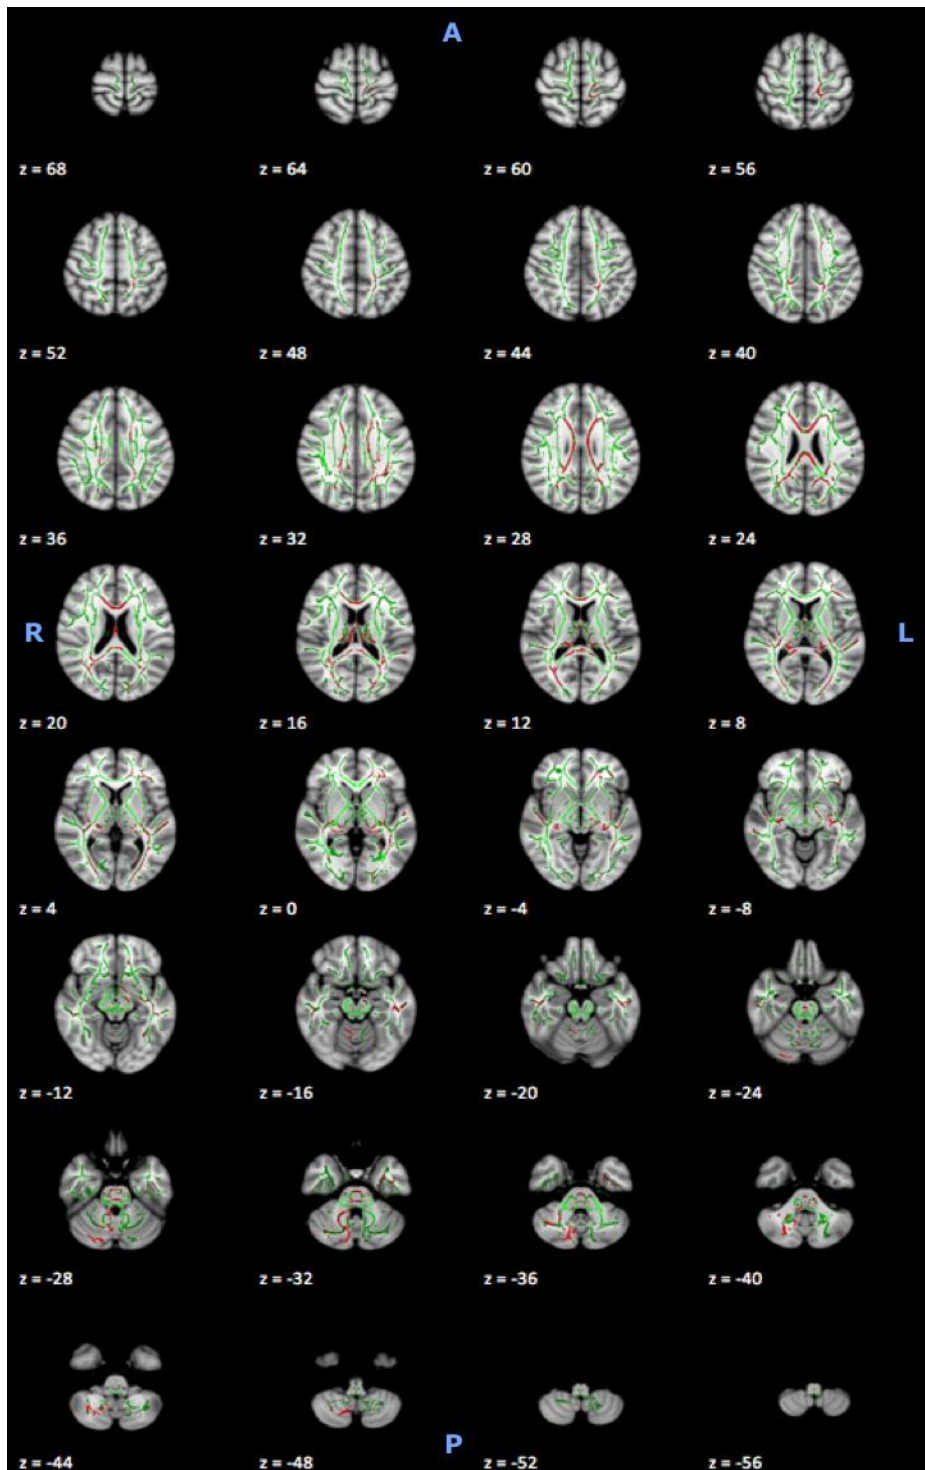 A
z = 68 z = 64 z = 60 z = 56
z = 52 z = 48 z = 44 z = 40
z = 36 z = 32 z = 28 z = 24
R L
z = 20 z = 16 z = 12 z = 8
z = 4 z = 0 z = -4 z = -8
z = -12 z = -16 z = -20 z = -24
z = -28 z = -32 z = -36 z = -40
P
z = -44 z = -48 z = -52 z = -56